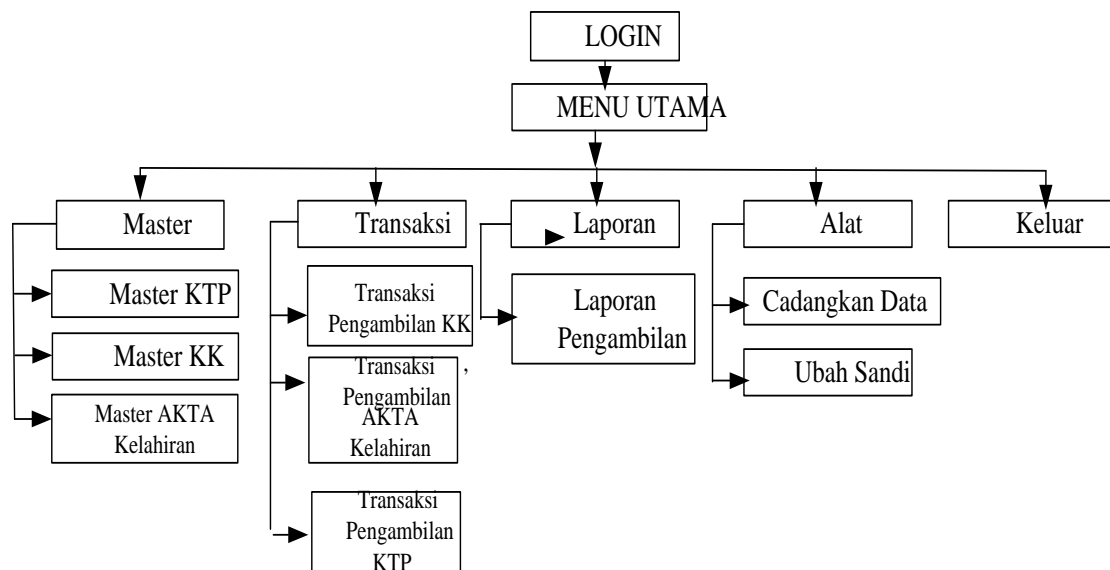 LOGIN
MENU UTAMA
Master
Transaksi
Laporan
Alat
Keluar
Master KTP
Master KK
Master AKTA
Kelahiran
Transaksi
Pengambilan KK
Transaksi ,
Pengambilan
AKTA
Kelahiran
Transaksi
Pengambilan
KTP
Laporan
Pengambilan
Cadangkan Data
Ubah Sandi